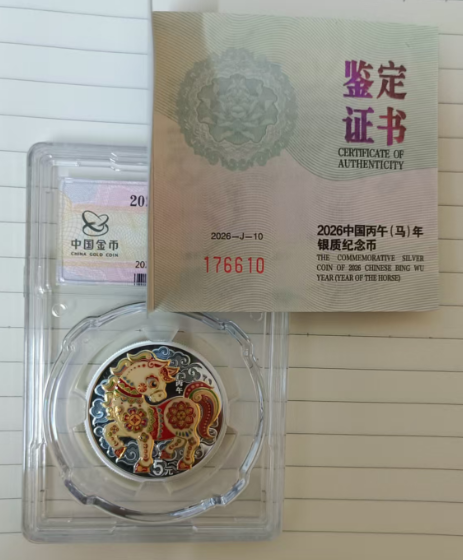 鉴定
证书
CERTIFICATE OF
AUTHENTICITY
2026-J-10
176610
2026中国丙午(马)年
银质纪念币
THE COMMEMORATIVE SILVER
COIN OF 2026 CHINESE BING WU
YEAR (YEAR OF THE HORSE)
202
中国金币
CHINA GOLD COIN
20
丙午
5元